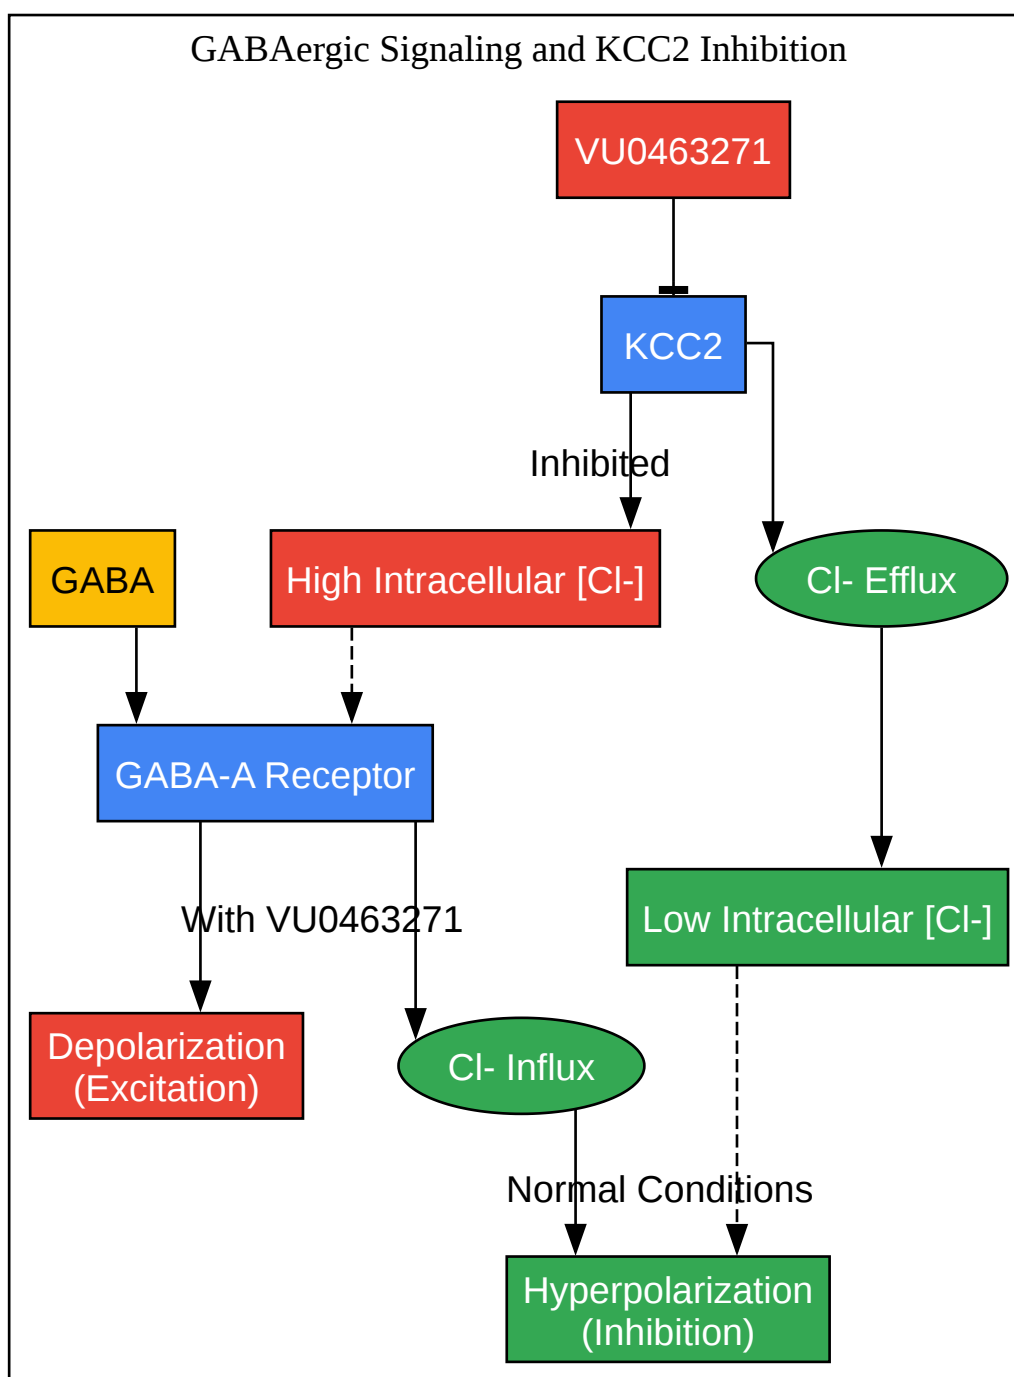 GABAergic Signaling and KCC2 Inhibition
VU0463271
KCC2
Inhibited
GABA
High Intracellular [Cl-]
Cl- Efflux
GABA-A Receptor
With VU0463271
Low Intracellular [Cl-]
Depolarization
(Excitation)
Cl- Influx
Normal Conditions
Hyperpolarization
(Inhibition)